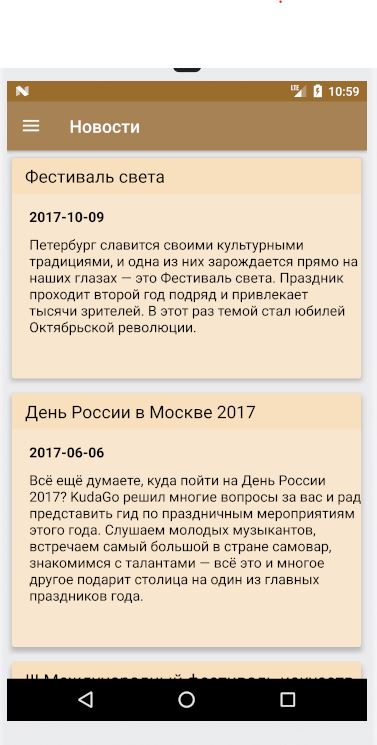 LTE 10:59
Новости
Фестиваль света
2017-10-09
Петербург славится своими культурными
традициями, и одна из них зарождается прямо на
наших глазах — это Фестиваль света. Праздник
проходит второй год подряд и привлекает
тысячи зрителей. В этот раз темой стал юбилей
Октябрьской революции.
День России в Москве 2017
2017-06-06
Всё ещё думаете, куда пойти на День России
2017? KudaGo решил многие вопросы за вас и рад
представить гид по праздничным мероприятиям
этого года. Слушаем молодых музыкантов,
встречаем самый большой в стране самовар,
знакомимся с талантами — всё это и многое
другое подарит столица на один из главных
праздников года.
III Международный фестиваль искусств